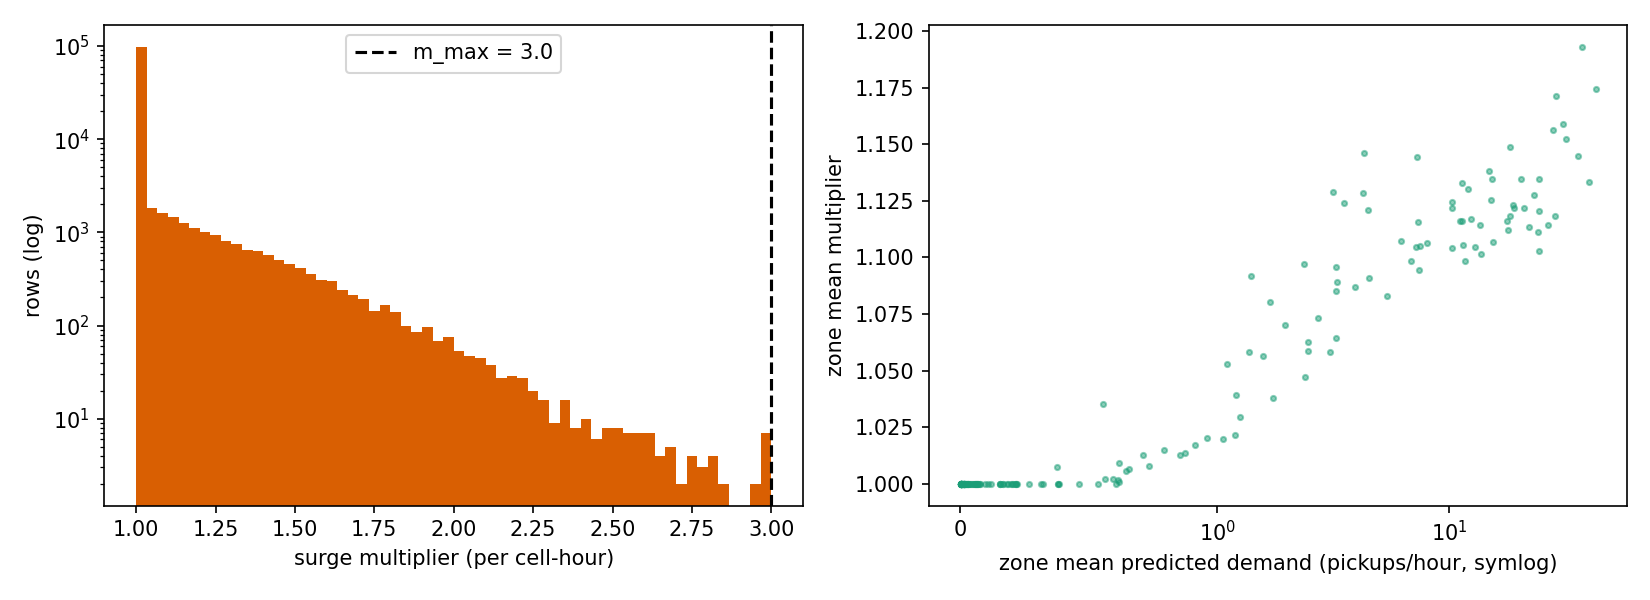 m_max = 3.0
rows (log)
10^5
10^4
10^3
10^2
10^1
1.00 1.25 1.50 1.75 2.00 2.25 2.50 2.75 3.00
surge multiplier (per cell-hour)
zone mean multiplier
1.200
1.175
1.150
1.125
1.100
1.075
1.050
1.025
1.000
0 10^0 10^1
zone mean predicted demand (pickups/hour, symlog)